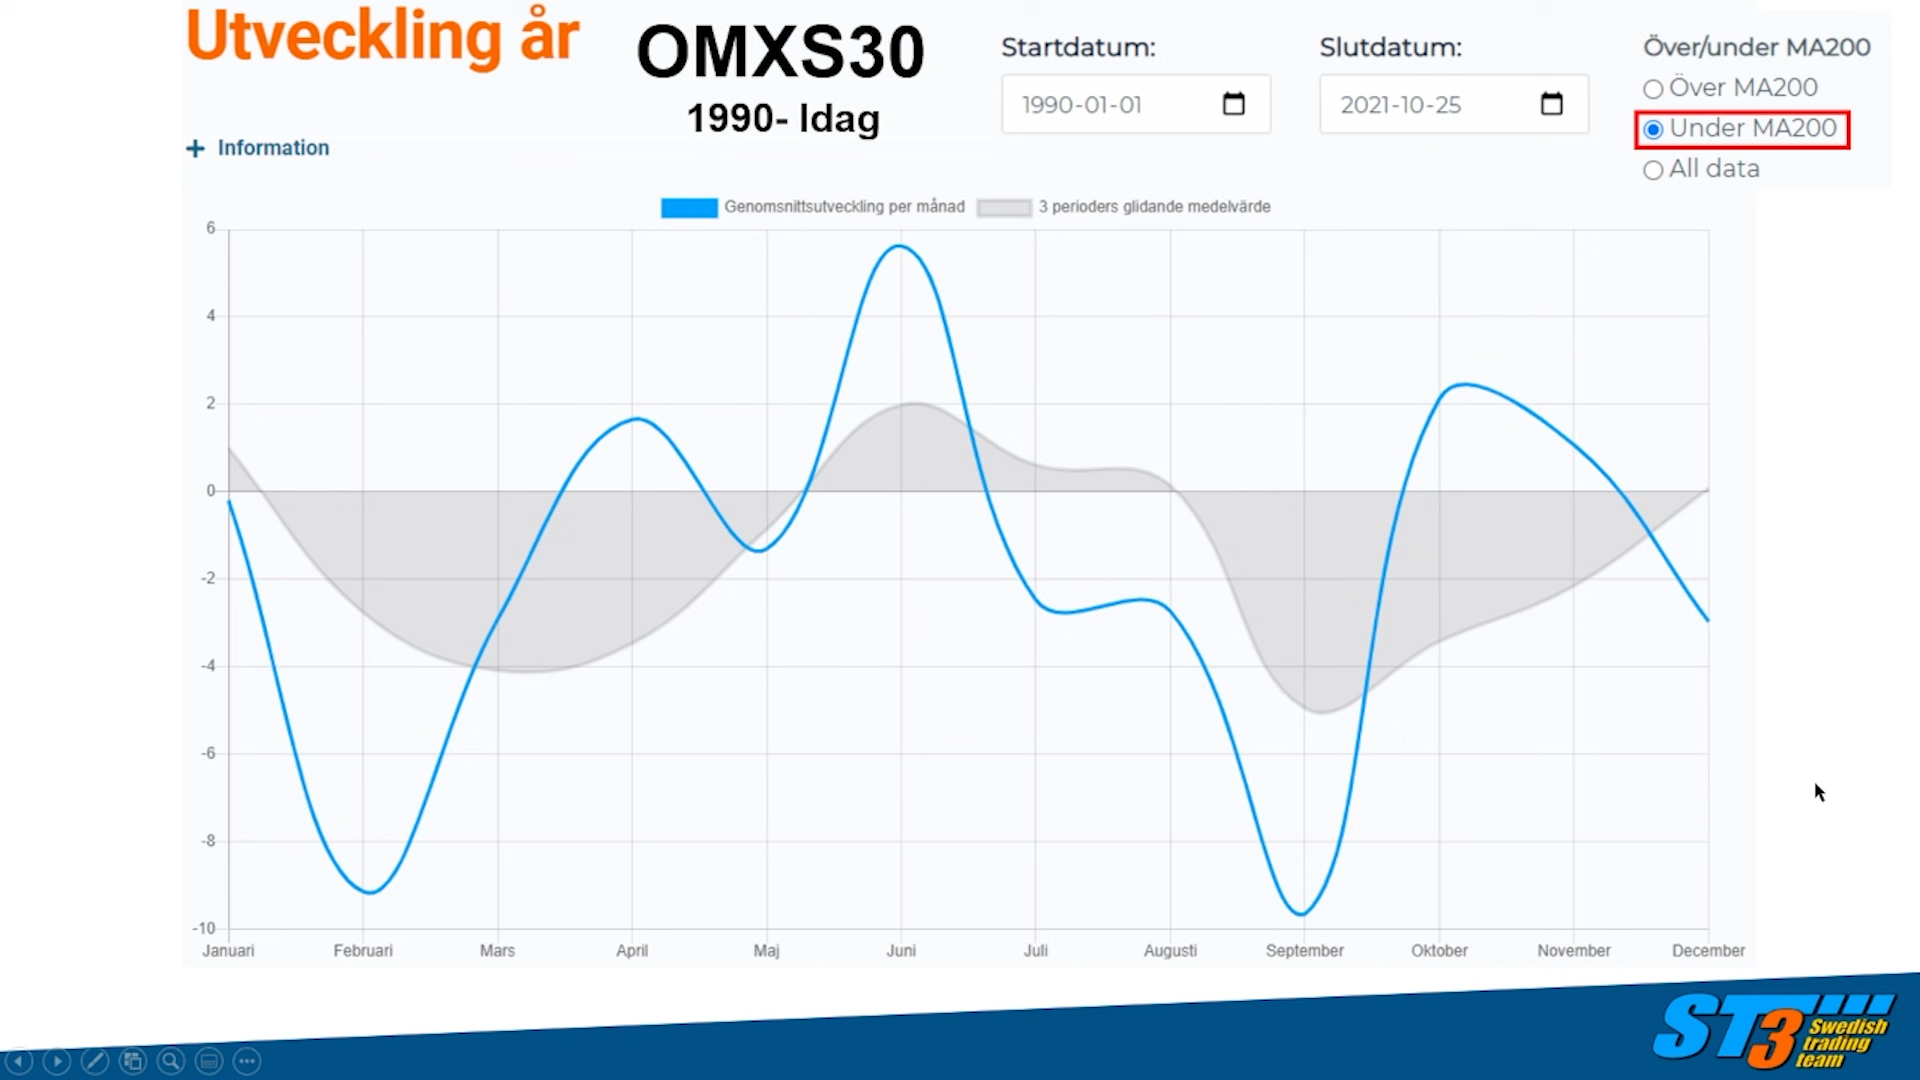 Utveckling år
OMXS30
1990- Idag
Startdatum:
1990-01-01
Slutdatum:
2021-10-25
Över/under MA200
Över MA200
Under MA200
All data
+ Information
Genomsnittsutveckling per månad
3 perioders glidande medelvärde
6
4
2
0
-2
-4
-6
-8
-10
Januari
Februari
Mars
April
Maj
Juni
Juli
Augusti
September
Oktober
November
December
ST3
Swedish
trading
team